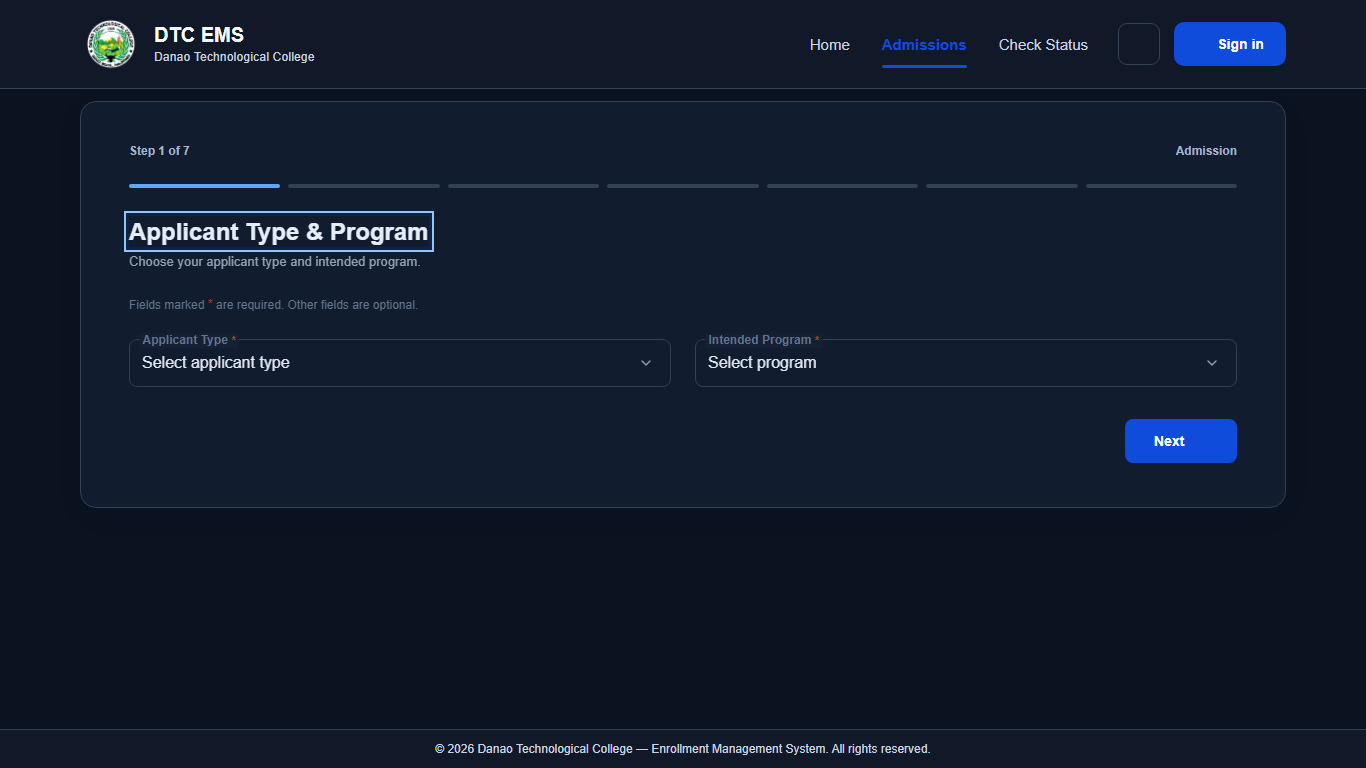 DTC EMS
Danao Technological College
Home
Admissions
Check Status
Sign in
Step 1 of 7
Admission
Applicant Type & Program
Choose your applicant type and intended program.
Fields marked * are required. Other fields are optional.
Applicant Type *
Select applicant type
Intended Program *
Select program
Next
© 2026 Danao Technological College — Enrollment Management System. All rights reserved.